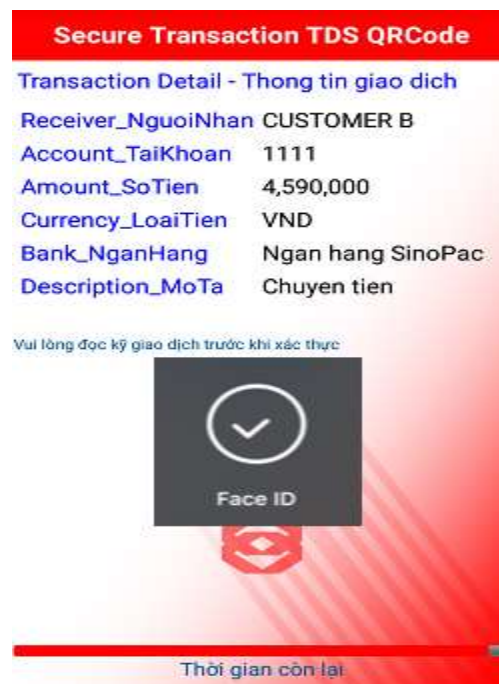 Secure Transaction TDS QRCode
Transaction Detail - Thong tin giao dich
Receiver_NguoiNhan CUSTOMER B
Account_TaiKhoan 1111
Amount_SoTien 4,590,000
Currency_LoaiTien VND
Bank_NganHang Ngan hang SinoPac
Description_MoTa Chuyen tien
Vui lòng đọc kỹ giao dịch trước khi xác thực
Face ID
Thời gian còn lại